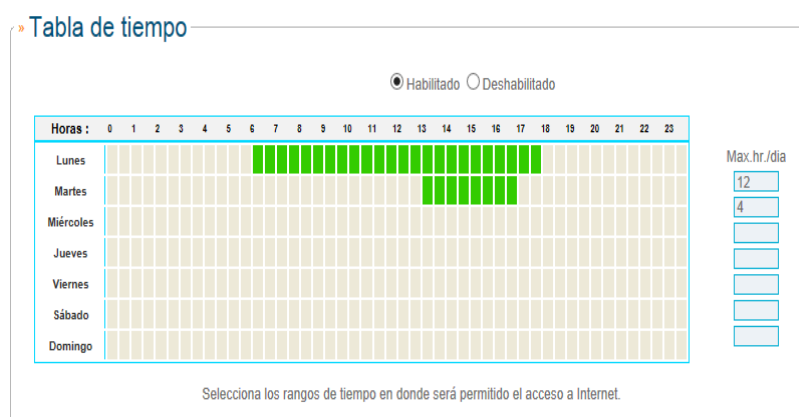 » Tabla de tiempo
Habilitado Deshabilitado
Horas : 0 1 2 3 4 5 6 7 8 9 10 11 12 13 14 15 16 17 18 19 20 21 22 23
Max.hr./dia
Lunes 12
Martes 4
Miércoles
Jueves
Viernes
Sábado
Domingo
Selecciona los rangos de tiempo en donde será permitido el acceso a Internet.